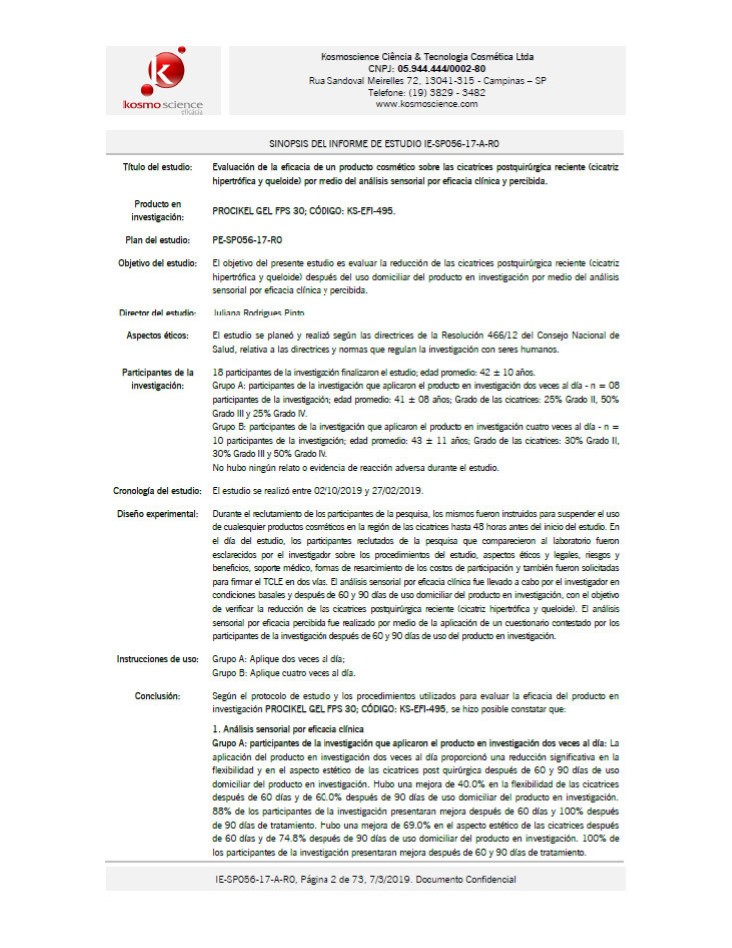 kosmoscience
eficácia
Kosmoscience Ciência & Tecnologia Cosmética Ltda
CNPJ: 05.944.444/0002-80
Rua Sandoval Meirelles 72, 13041-315 - Campinas – SP
Telefone: (19) 3829 - 3482
www.kosmoscience.com
SINOPSIS DEL INFORME DE ESTUDIO IE-SP056-17-A-R0
Título del estudio: Evaluación de la eficacia de un producto cosmético sobre las cicatrices postquirúrgica reciente (cicatriz
hipertrófica y queloide) por medio del análisis sensorial por eficacia clínica y percibida.
Producto en
investigación: PROCIKEL GEL FPS 30; CÓDIGO: KS-EFI-495.
Plan del estudio: PE-SP056-17-R0
Objetivo del estudio: El objetivo del presente estudio es evaluar la reducción de las cicatrices postquirúrgica reciente (cicatriz
hipertrófica y queloide) después del uso domiciliar del producto en investigación por medio del análisis
sensorial por eficacia clínica y percibida.
Director del estudio: Juliana Rodrigues Pinto
Aspectos éticos: El estudio se planeó y realizó según las directrices de la Resolución 466/12 del Consejo Nacional de
Salud, relativa a las directrices y normas que regulan la investigación con seres humanos.
Participantes de la 18 participantes de la investigación finalizaron el estudio; edad promedio: 42 ± 10 años.
investigación: Grupo A: participantes de la investigación que aplicaron el producto en investigación dos veces al día - n = 08
participantes de la investigación; edad promedio: 41 ± 08 años; Grado de las cicatrices: 25% Grado II, 50%
Grado III y 25% Grado IV.
Grupo B: participantes de la investigación que aplicaron el producto en investigación cuatro veces al día - n =
10 participantes de la investigación; edad promedio: 43 ± 11 años; Grado de las cicatrices: 30% Grado II,
30% Grado III y 50% Grado IV.
No hubo ningún relato o evidencia de reacción adversa durante el estudio.
Cronología del estudio: El estudio se realizó entre 02/10/2019 y 27/02/2019.
Diseño experimental: Durante el reclutamiento de los participantes de la pesquisa, los mismos fueron instruidos para suspender el uso
de cualesquier productos cosméticos en la región de las cicatrices hasta 48 horas antes del inicio del estudio. En
el día del estudio, los participantes reclutados de la pesquisa que comparecieron al laboratorio fueron
esclarecidos por el investigador sobre los procedimientos del estudio, aspectos éticos y legales, riesgos y
beneficios, soporte médico, formas de resarcimiento de los costos de participación y también fueron solicitadas
para firmar el TCLE en dos vías. El análisis sensorial por eficacia clínica fue llevado a cabo por el investigador en
condiciones basales y después de 60 y 90 días de uso domiciliar del producto en investigación, con el objetivo
de verificar la reducción de las cicatrices postquirúrgica reciente (cicatriz hipertrófica y queloide). El análisis
sensorial por eficacia percibida fue realizado por medio de la aplicación de un cuestionario contestado por los
participantes de la investigación después de 60 y 90 días de uso del producto en investigación.
Instrucciones de uso: Grupo A: Aplique dos veces al día;
Grupo B: Aplique cuatro veces al día.
Conclusión: Según el protocolo de estudio y los procedimientos utilizados para evaluar la eficacia del producto en
investigación PROCIKEL GEL FPS 30; CÓDIGO: KS-EFI-495, se hizo posible constatar que:
1. Análisis sensorial por eficacia clínica
Grupo A: participantes de la investigación que aplicaron el producto en investigación dos veces al día: La
aplicación del producto en investigación dos veces al día proporcionó una reducción significativa en la
flexibilidad y en el aspecto estético de las cicatrices post quirúrgica después de 60 y 90 días de uso
domiciliar del producto en investigación. Hubo una mejora de 40.0% en la flexibilidad de las cicatrices
después de 60 días y de 60.0% después de 90 días de uso domiciliar del producto en investigación.
88% de los participantes de la investigación presentaran mejora después de 60 días y 100% después
de 90 días de tratamiento. Hubo una mejora de 69.0% en el aspecto estético de las cicatrices después
de 60 días y de 74.8% después de 90 días de uso domiciliar del producto en investigación. 100% de
los participantes de la investigación presentaran mejora después de 60 y 90 días de tratamiento.
IE-SP056-17-A-R0, Página 2 de 73, 7/3/2019. Documento Confidencial